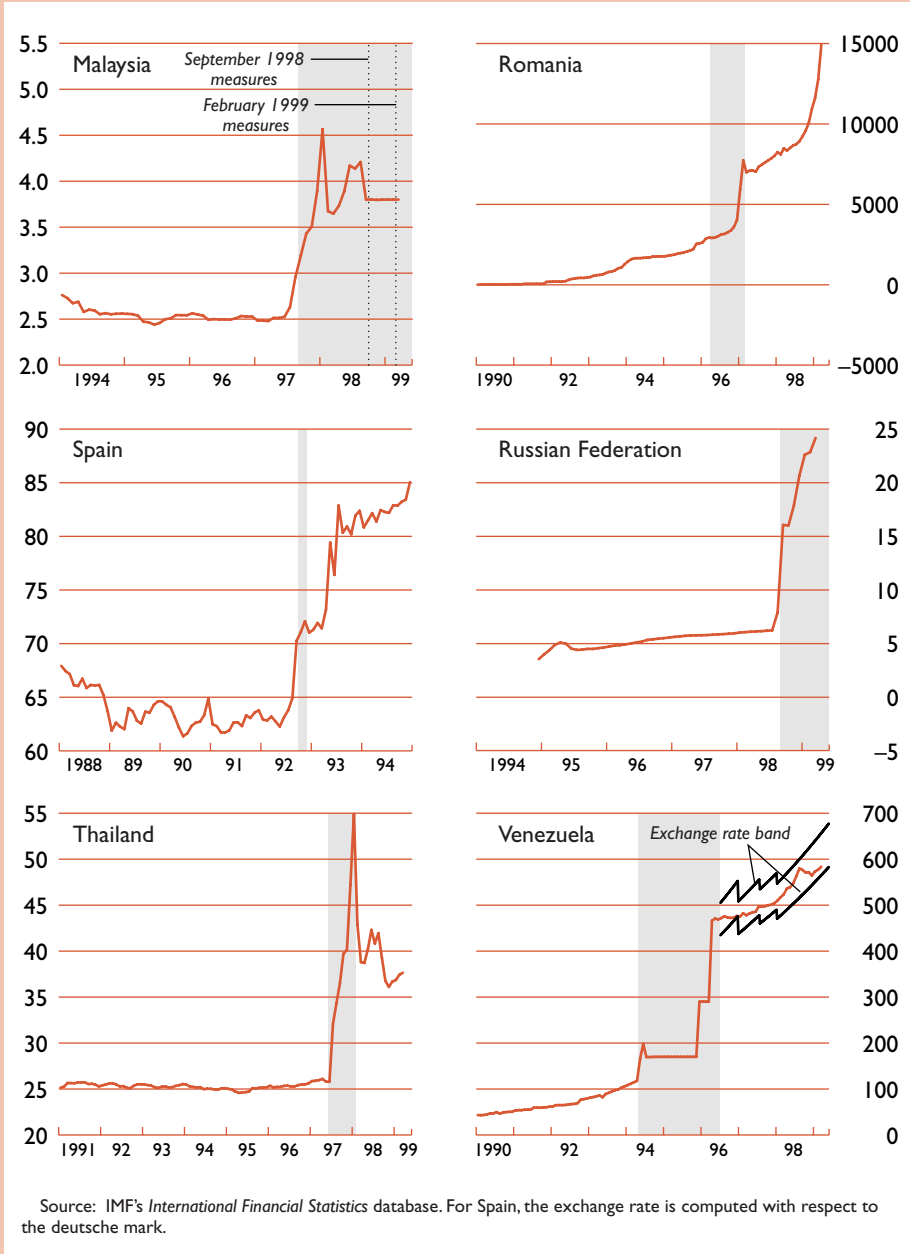 Malaysia
September 1998
measures
February 1999
measures
5.5
5.0
4.5
4.0
3.5
3.0
2.5
2.0
1994 95 96 97 98 99
Romania
15000
10000
5000
0
–5000
1990 92 94 96 98
Spain
90
85
80
75
70
65
60
1988 89 90 91 92 93 94
Russian Federation
25
20
15
10
5
0
–5
1994 95 96 97 98 99
Thailand
55
50
45
40
35
30
25
20
1991 92 93 94 95 96 97 98 99
Venezuela
Exchange rate band
700
600
500
400
300
200
100
0
1990 92 94 96 98
Source: IMF's International Financial Statistics database. For Spain, the exchange rate is computed with respect to
the deutsche mark.